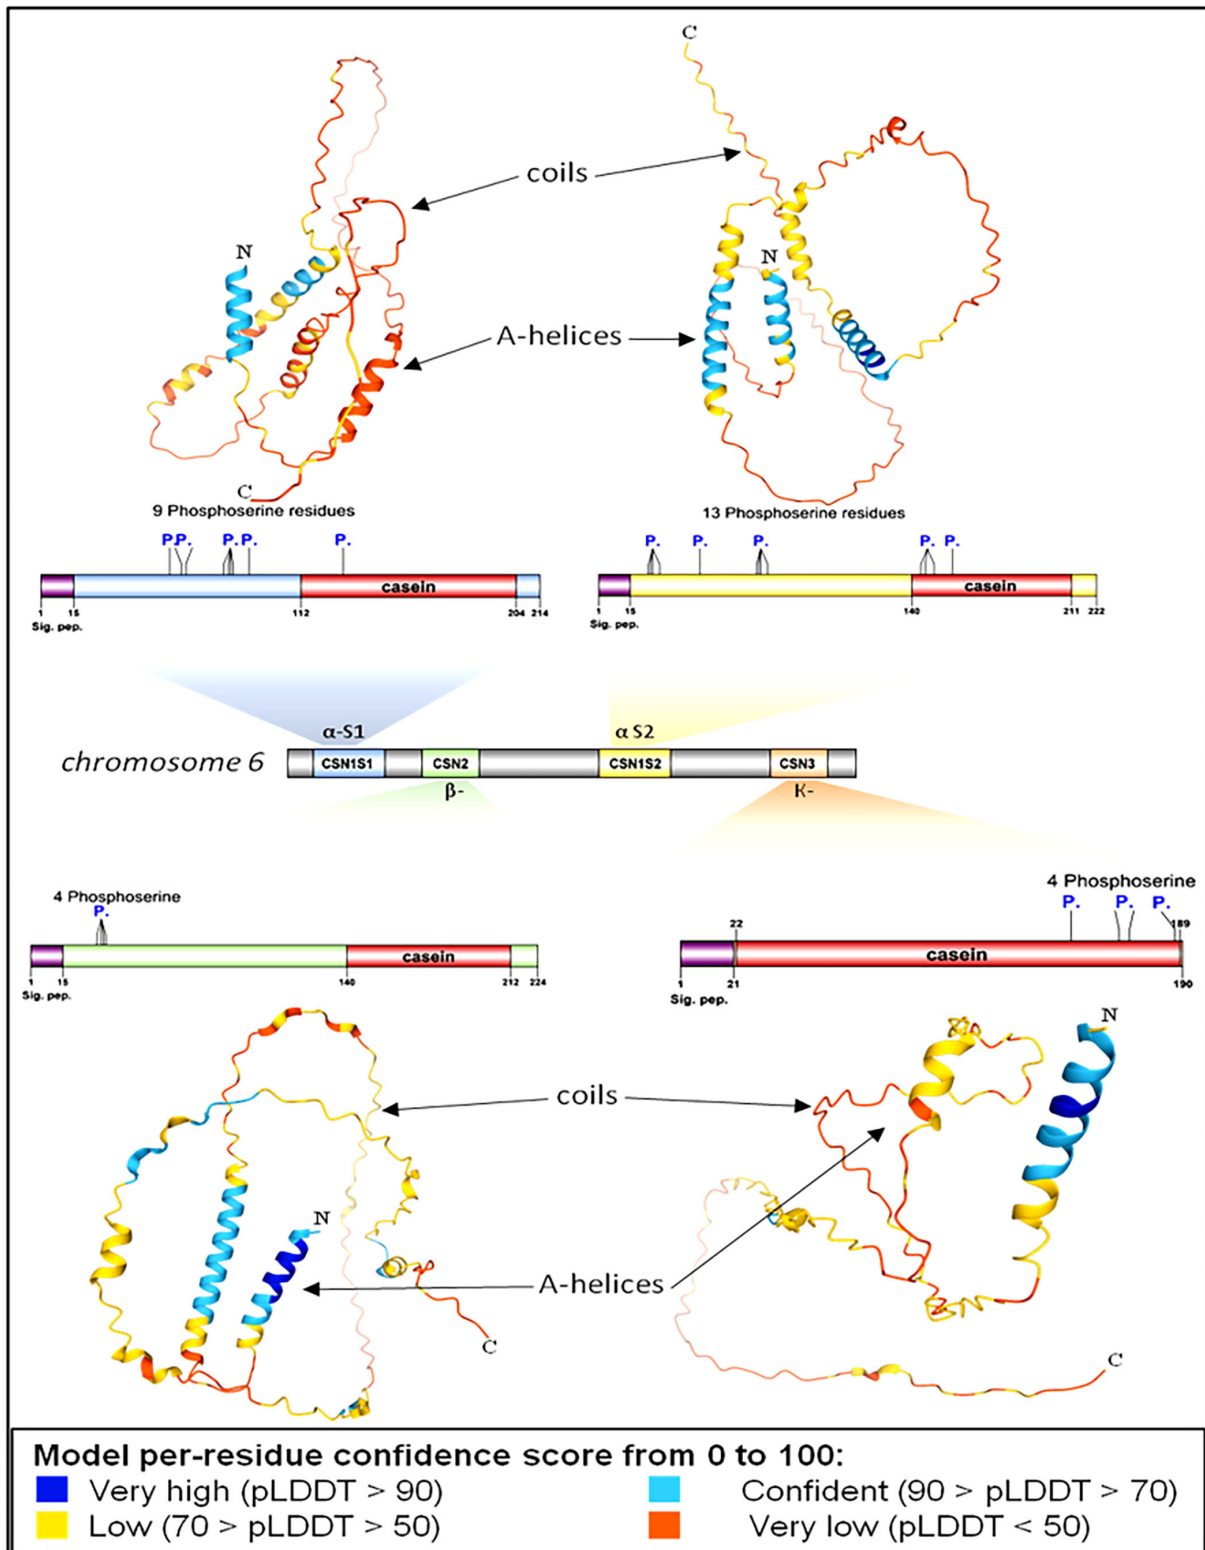 C
coils
N
N
A-helices
C
9 Phosphoserine residues
13 Phosphoserine residues
P. P. P. P. P.
P. P. P. P. P.
casein
casein
1 15 112 204 214
1 15 140 211 222
Sig. pep.
Sig. pep.
α-S1
α S2
chromosome 6
CSN1S1 CSN2 CSN1S2 CSN3
β-
K-
4 Phosphoserine
4 Phosphoserine
P.
P. P. P.
22 189
casein
casein
1 15 140 212 224
1 21 190
Sig. pep.
Sig. pep.
N
coils
N
A-helices
C
C
Model per-residue confidence score from 0 to 100:
Very high (pLDDT > 90)
Confident (90 > pLDDT > 70)
Low (70 > pLDDT > 50)
Very low (pLDDT < 50)